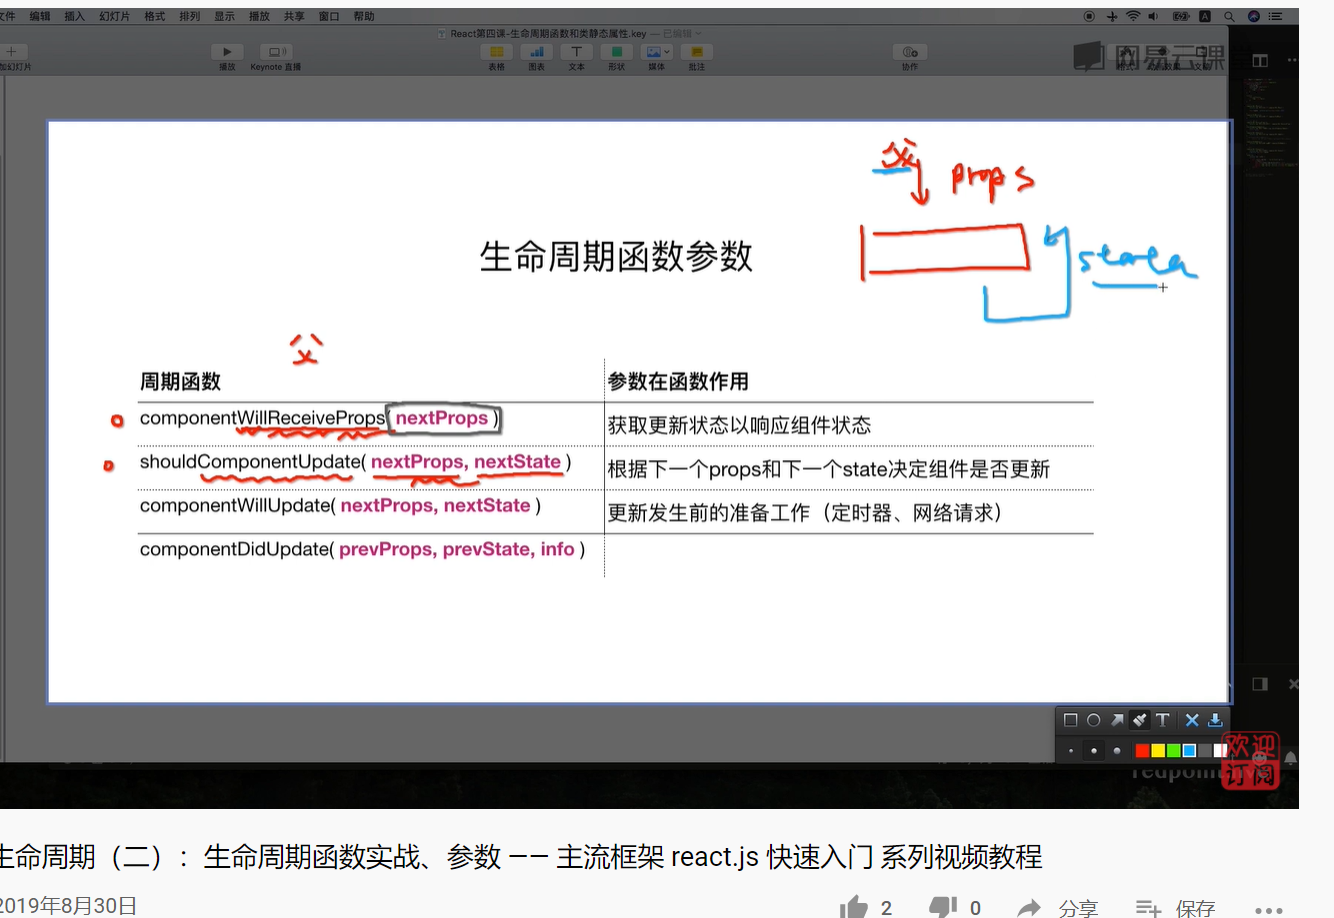 文件 编辑 插入 幻灯片 格式 排列 显示 播放 共享 窗口 帮助
React第四课-生命周期函数和类静态属性.key — 已编辑
加幻灯片 播放 Keynote 直播 表格 图表 文本 形状 媒体 批注 协作
网易云课
父
props
state
生命周期函数参数
父
周期函数 参数在函数作用
componentWillReceiveProps( nextProps ) 获取更新状态以响应组件状态
shouldComponentUpdate( nextProps, nextState ) 根据下一个props和下一个state决定组件是否更新
componentWillUpdate( nextProps, nextState ) 更新发生前的准备工作（定时器、网络请求）
componentDidUpdate( prevProps, prevState, info )
欢迎
订阅
生命周期（二）：生命周期函数实战、参数 —— 主流框架 react.js 快速入门 系列视频教程
2019年8月30日 2 0 分享 保存